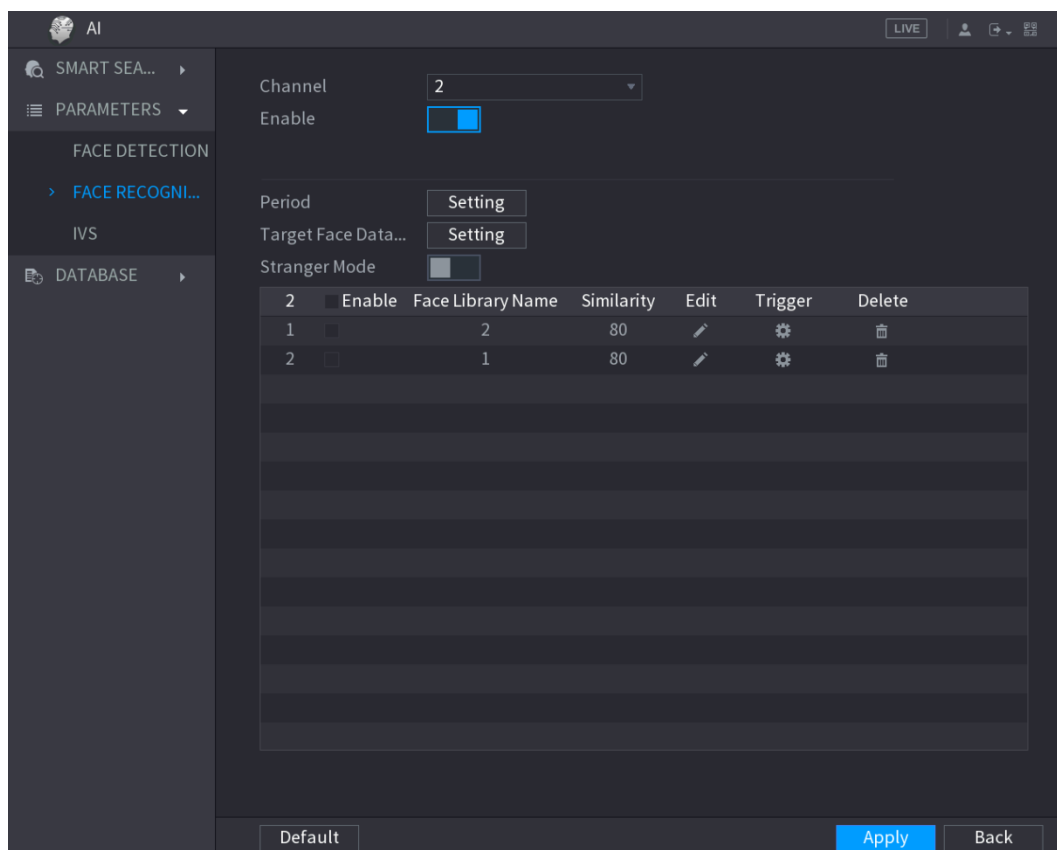 AI
LIVE
SMART SEA...
PARAMETERS
FACE DETECTION
FACE RECOGNI...
IVS
DATABASE
Channel 2
Enable
Period Setting
Target Face Data... Setting
Stranger Mode
2 Enable Face Library Name Similarity Edit Trigger Delete
1 2 80
2 1 80
Default Apply Back